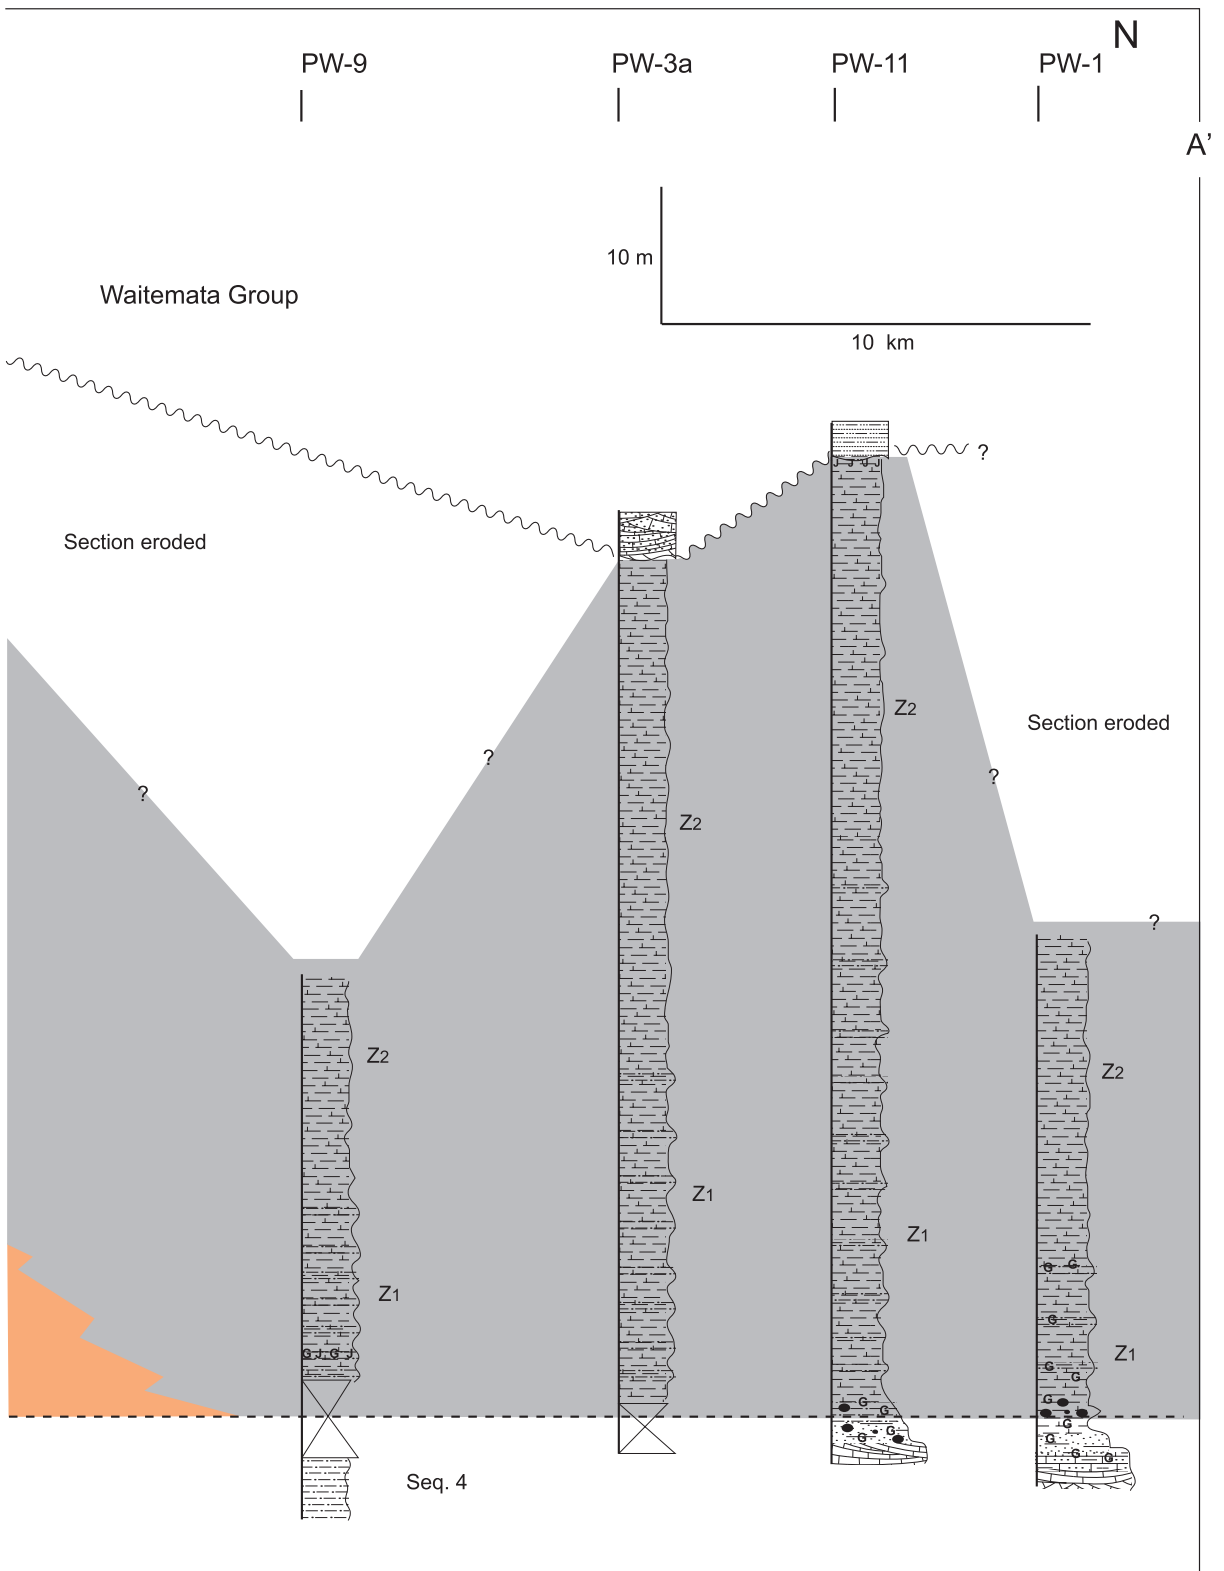 N
PW-9 PW-3a PW-11 PW-1
A'
10 m
Waitemata Group
10 km
?
J J J J
Section eroded
Z2
Section eroded
?
?
?
Z2
?
Z2
Z2
Z1
Z1
G G
Z1
G
G J G J
Z1
G
G
G G
G
G
G G
G
G G
Seq. 4